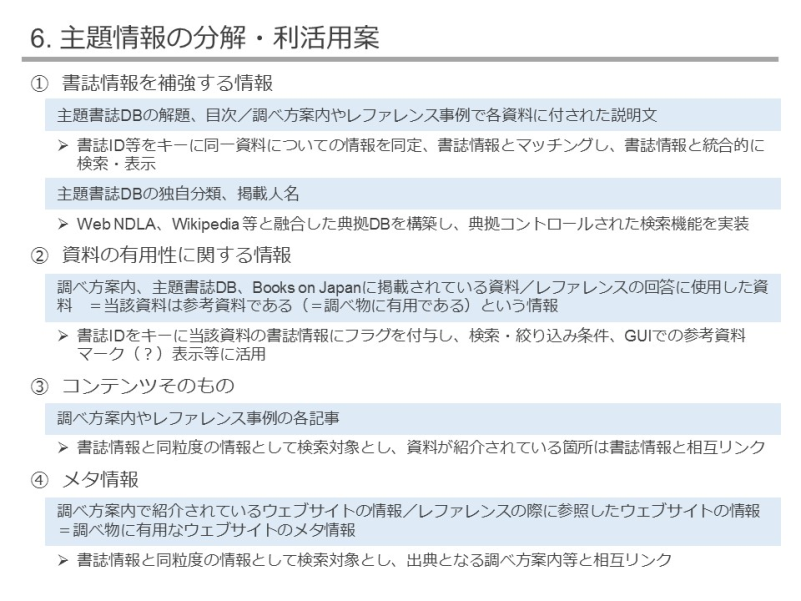 6. 主題情報の分解・利活用案
① 書誌情報を補強する情報
主題書誌DBの解題、目次／調べ方案内やレファレンス事例で各資料に付された説明文
➢ 書誌ID等をキーに同一資料についての情報を同定、書誌情報とマッチングし、書誌情報と統合的に
検索・表示
主題書誌DBの独自分類、掲載人名
➢ Web NDLA、Wikipedia等と融合した典拠DBを構築し、典拠コントロールされた検索機能を実装
② 資料の有用性に関する情報
調べ方案内、主題書誌DB、Books on Japanに掲載されている資料／レファレンスの回答に使用した資
料　＝当該資料は参考資料である（＝調べ物に有用である）という情報
➢ 書誌IDをキーに当該資料の書誌情報にフラグを付与し、検索・絞り込み条件、GUIでの参考資料
マーク（？）表示等に活用
③ コンテンツそのもの
調べ方案内やレファレンス事例の各記事
➢ 書誌情報と同粒度の情報として検索対象とし、資料が紹介されている箇所は書誌情報と相互リンク
④ メタ情報
調べ方案内で紹介されているウェブサイトの情報／レファレンスの際に参照したウェブサイトの情報
＝調べ物に有用なウェブサイトのメタ情報
➢ 書誌情報と同粒度の情報として検索対象とし、出典となる調べ方案内等と相互リンク